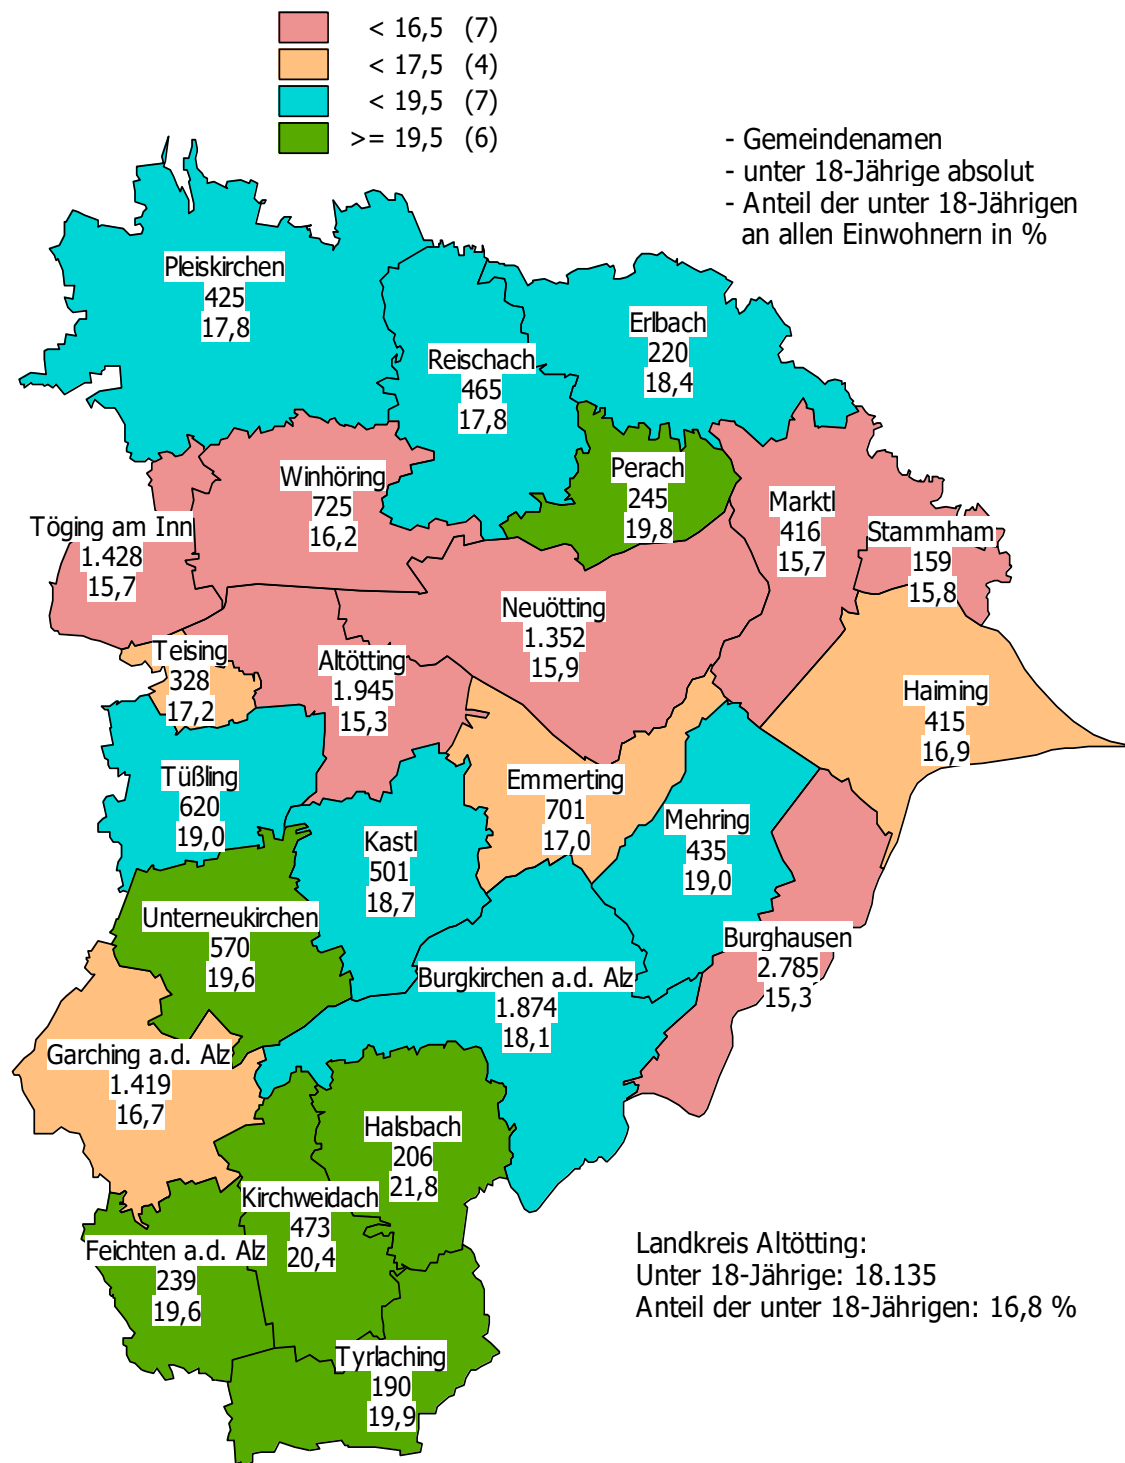 < 16,5 (7)
< 17,5 (4)
< 19,5 (7)
>= 19,5 (6)
- Gemeindenamen
- unter 18-Jährige absolut
- Anteil der unter 18-Jährigen
an allen Einwohnern in %
Pleiskirchen
425
17,8
Reischach
465
17,8
Erlbach
220
18,4
Perach
245
19,8
Winhöring
725
16,2
Marktl
416
15,7
Töging am Inn
1.428
15,7
Stammham
159
15,8
Neuötting
1.352
15,9
Teising
328
17,2
Altötting
1.945
15,3
Haiming
415
16,9
Tüßling
620
19,0
Emmerting
701
17,0
Kastl
501
18,7
Mehring
435
19,0
Unterneukirchen
570
19,6
Burghausen
2.785
15,3
Burgkirchen a.d. Alz
1.874
18,1
Garching a.d. Alz
1.419
16,7
Halsbach
206
21,8
Kirchweidach
473
20,4
Feichten a.d. Alz
239
19,6
Tyrlaching
190
19,9
Landkreis Altötting:
Unter 18-Jährige: 18.135
Anteil der unter 18-Jährigen: 16,8 %